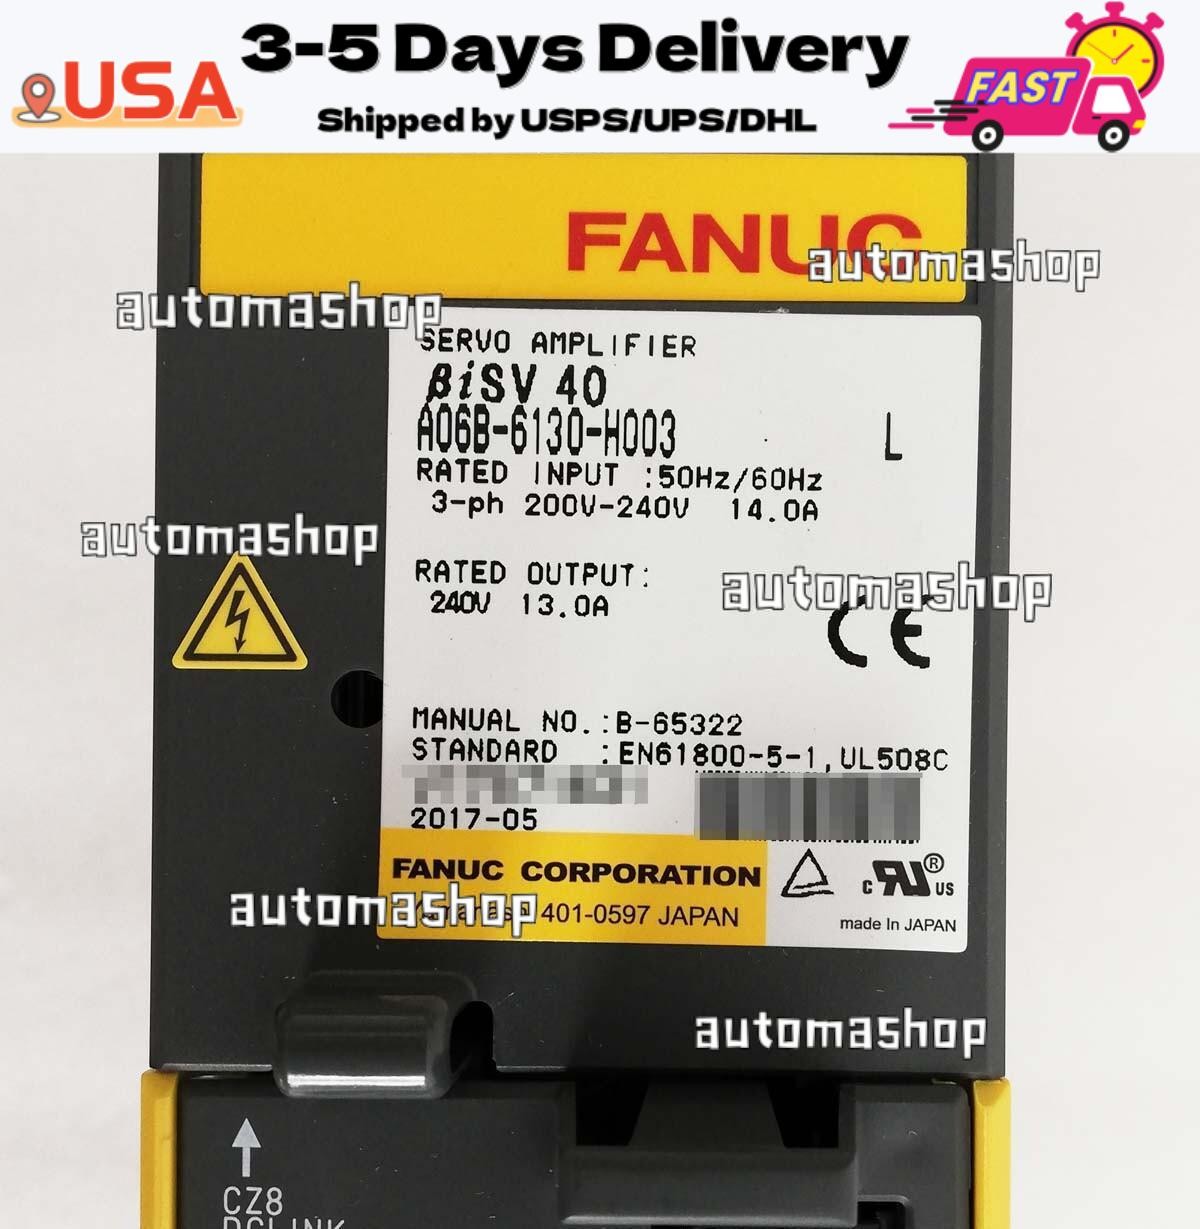 3-5 Days Delivery
USA
Shipped by USPS/UPS/DHL
FAST
FANUC
automashop
automashop
SERVO AMPLIFIER
βiSV 40
A06B-6130-H003 L
RATED INPUT :50Hz/60Hz
3-ph 200V-240V 14.0A
automashop
RATED OUTPUT:
240V 13.0A
automashop
CE
MANUAL NO.:B-65322
STANDARD :EN61800-5-1,UL508C
2017-05
FANUC CORPORATION
c RU ® US
automashop
401-0597 JAPAN
made In JAPAN
automashop
CZ8
DCLINK